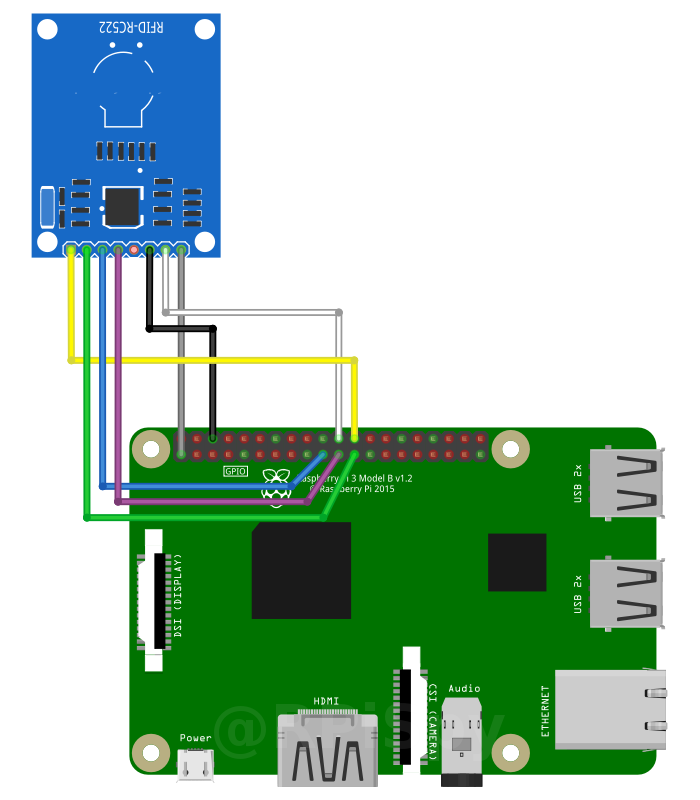 RFID-RC522
GPIO
Raspberry Pi 3 Model B v1.2
© Raspberry Pi 2015
USB 2x
USB 2x
DSI (DISPLAY)
HDMI
CSI (CAMERA)
Audio
ETHERNET
Power